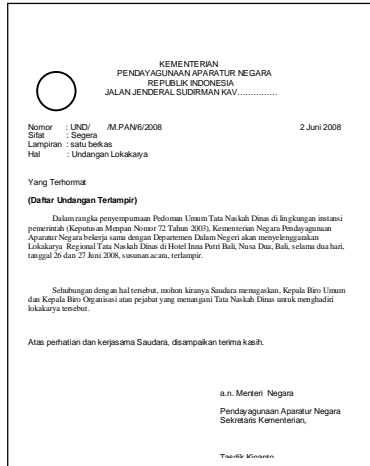 KEMENTERIAN
PENDAYAGUNAAN APARATUR NEGARA
REPUBLIK INDONESIA
JALAN JENDERAL SUDIRMAN KAV……………
Nomor : UND/ /M.PAN/6/2008 2 Juni 2008
Sifat : Segera
Lampiran : satu berkas
Hal : Undangan Lokakarya
Yang Terhormat
(Daftar Undangan Terlampir)
Dalam rangka penyempurnaan Pedoman Umum Tata Naskah Dinas di lingkungan instansi
pemerintah (Keputusan Menpan Nomor 72 Tahun 2003), Kementerian Negara Pendayagunaan
Aparatur Negara bekerja sama dengan Departemen Dalam Negeri akan menyelenggarakan
Lokakarya Regional Tata Naskah Dinas di Hotel Inna Putri Bali, Nusa Dua, Bali, selama dua hari,
tanggal 26 dan 27 Juni 2008, susunan acara, terlampir.
Sehubungan dengan hal tersebut, mohon kiranya Saudara menugaskan, Kepala Biro Umum
dan Kepala Biro Organisasi atau pejabat yang menangani Tata Naskah Dinas untuk menghadiri
lokakarya tersebut.
Atas perhatian dan kerjasama Saudara, disampaikan terima kasih.
a.n. Menteri Negara
Pendayagunaan Aparatur Negara
Sekretaris Kementerian,
Tasdik Kinanto